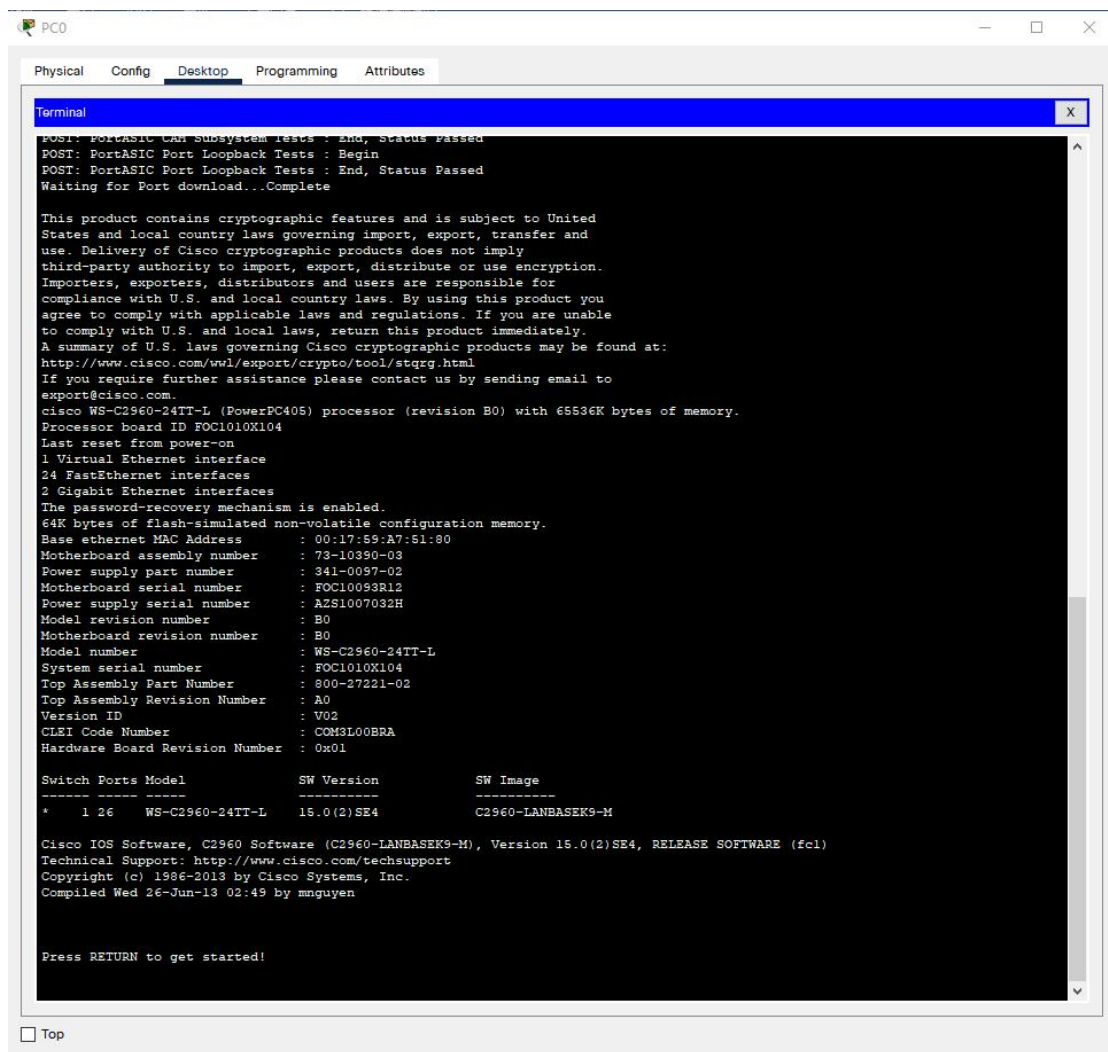 PC0
Physical Config Desktop Programming Attributes
Terminal X
POST: PortASIC CAM Subsystem Tests : End, Status Passed
POST: PortASIC Port Loopback Tests : Begin
POST: PortASIC Port Loopback Tests : End, Status Passed
Waiting for Port download...Complete
This product contains cryptographic features and is subject to United
States and local country laws governing import, export, transfer and
use. Delivery of Cisco cryptographic products does not imply
third-party authority to import, export, distribute or use encryption.
Importers, exporters, distributors and users are responsible for
compliance with U.S. and local country laws. By using this product you
agree to comply with applicable laws and regulations. If you are unable
to comply with U.S. and local laws, return this product immediately.
A summary of U.S. laws governing Cisco cryptographic products may be found at:
http://www.cisco.com/wwl/export/crypto/tool/stqrg.html
If you require further assistance please contact us by sending email to
export@cisco.com.
cisco WS-C2960-24TT-L (PowerPC405) processor (revision B0) with 65536K bytes of memory.
Processor board ID FOC1010X104
Last reset from power-on
1 Virtual Ethernet interface
24 FastEthernet interfaces
2 Gigabit Ethernet interfaces
The password-recovery mechanism is enabled.
64K bytes of flash-simulated non-volatile configuration memory.
Base ethernet MAC Address : 00:17:59:A7:51:80
Motherboard assembly number : 73-10390-03
Power supply part number : 341-0097-02
Motherboard serial number : FOC10093R12
Power supply serial number : AZS1007032H
Model revision number : B0
Motherboard revision number : B0
Model number : WS-C2960-24TT-L
System serial number : FOC1010X104
Top Assembly Part Number : 800-27221-02
Top Assembly Revision Number : A0
Version ID : V02
CLEI Code Number : COM3L00BRA
Hardware Board Revision Number : 0x01
Switch Ports Model SW Version SW Image
------ ----- ----- ---------- ----------
* 1 26 WS-C2960-24TT-L 15.0(2)SE4 C2960-LANBASEK9-M
Cisco IOS Software, C2960 Software (C2960-LANBASEK9-M), Version 15.0(2)SE4, RELEASE SOFTWARE (fc1)
Technical Support: http://www.cisco.com/techsupport
Copyright (c) 1986-2013 by Cisco Systems, Inc.
Compiled Wed 26-Jun-13 02:49 by mnguyen
Press RETURN to get started!
Top